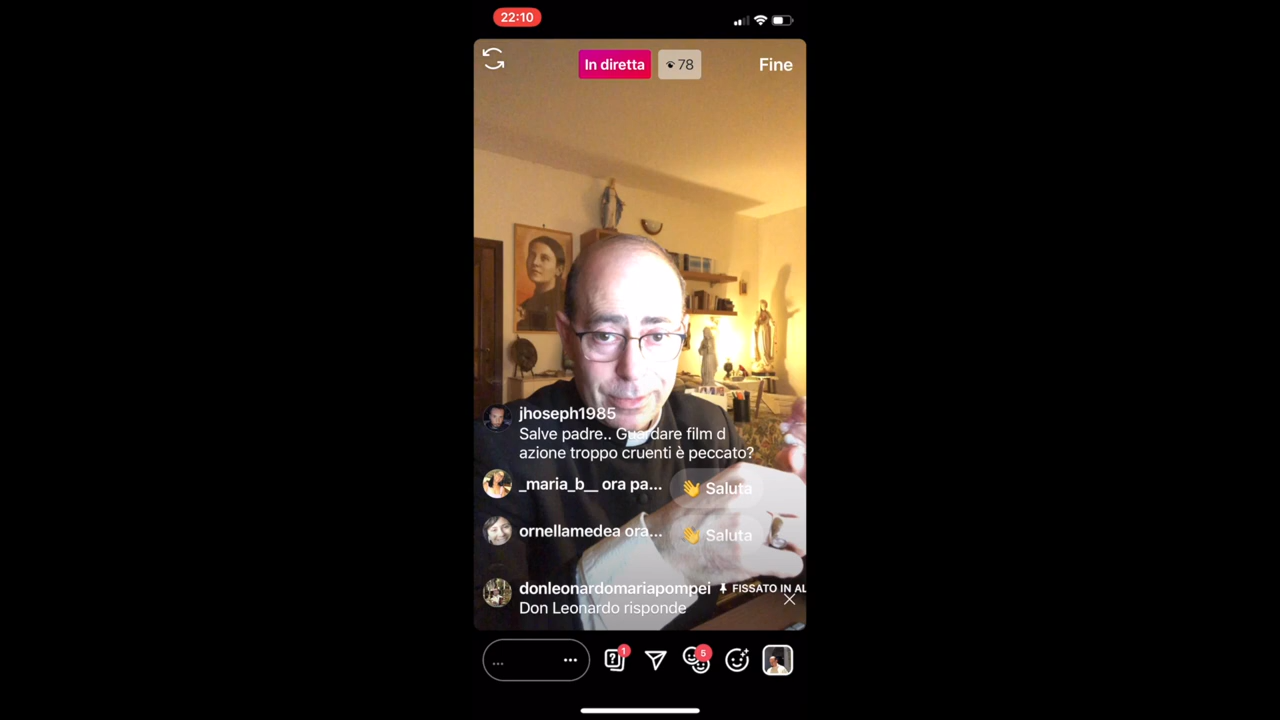 22:10
In diretta
78
Fine
jhoseph1985
Salve padre.. Guardare film d
azione troppo cruenti è peccato?
_maria_b__ ora pa...
👋 Saluta
ornellamedea ora...
👋 Saluta
donleonardomariapompei FISSATO IN AL
Don Leonardo risponde
...
1
5